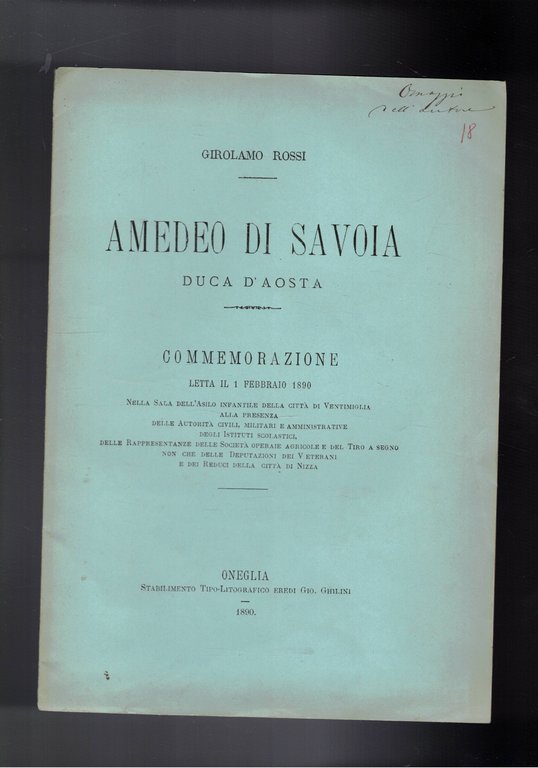 Omaggio
dell' autore
18
GIROLAMO ROSSI
AMEDEO DI SAVOIA
DUCA D'AOSTA
COMMEMORAZIONE
LETTA IL 1 FEBBRAIO 1890
NELLA SALA DELL'ASILO INFANTILE DELLA CITTÀ DI VENTIMIGLIA
ALLA PRESENZA
DELLE AUTORITÀ CIVILI, MILITARI E AMMINISTRATIVE
DEGLI ISTITUTI SCOLASTICI,
DELLE RAPPRESENTANZE DELLE SOCIETÀ OPERAIE AGRICOLE E DEL TIRO A SEGNO
NON CHE DELLE DEPUTAZIONI DEI VETERANI
E DEI REDUCI DELLA CITTÀ DI NIZZA
ONEGLIA
STABILIMENTO TIPO-LITOGRAFICO EREDI GIO. GHILINI
1890.